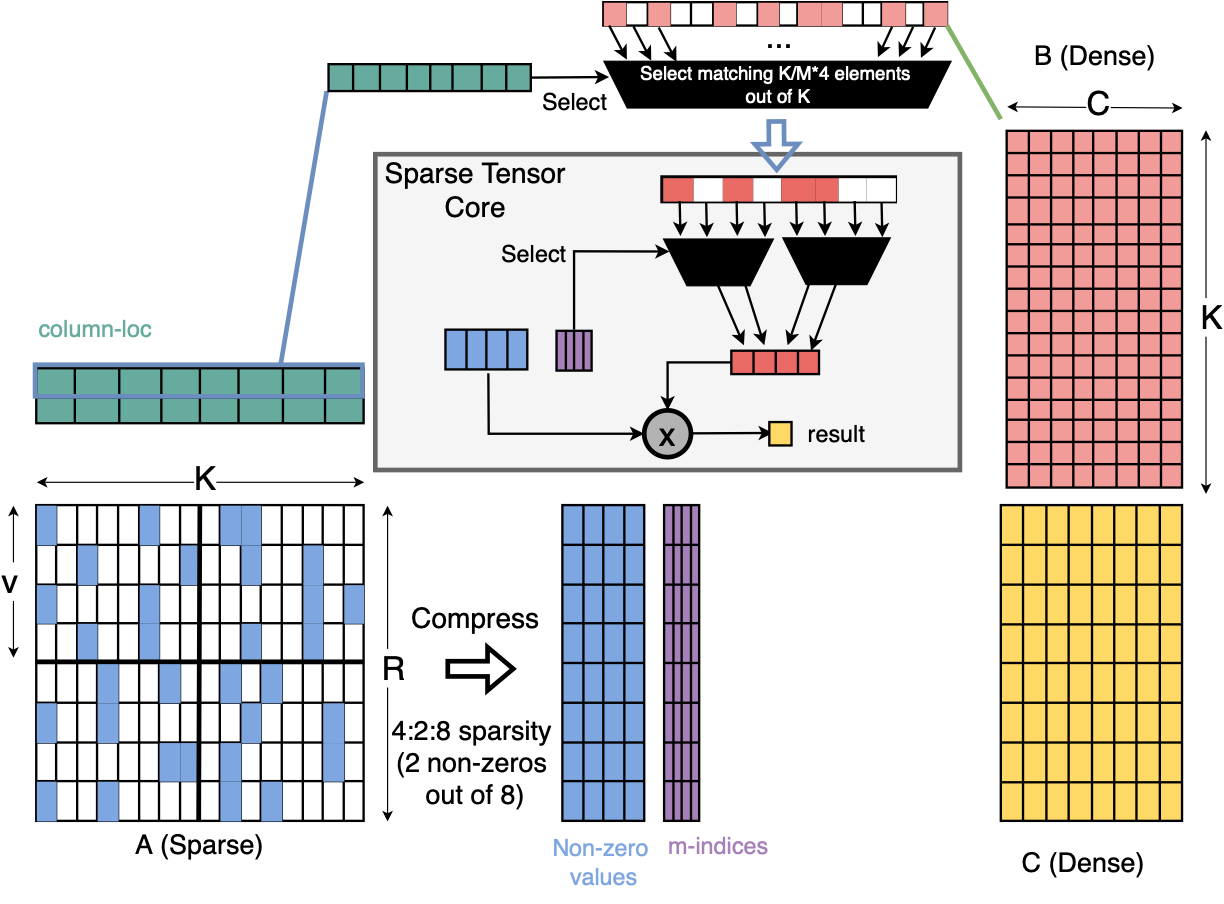 ...
Select matching K/M*4 elements
out of K
Select
B (Dense)
C
Sparse Tensor
Core
Select
K
column-loc
x
result
K
v
R
Compress
4:2:8 sparsity
(2 non-zeros
out of 8)
A (Sparse)
Non-zero
values
m-indices
C (Dense)